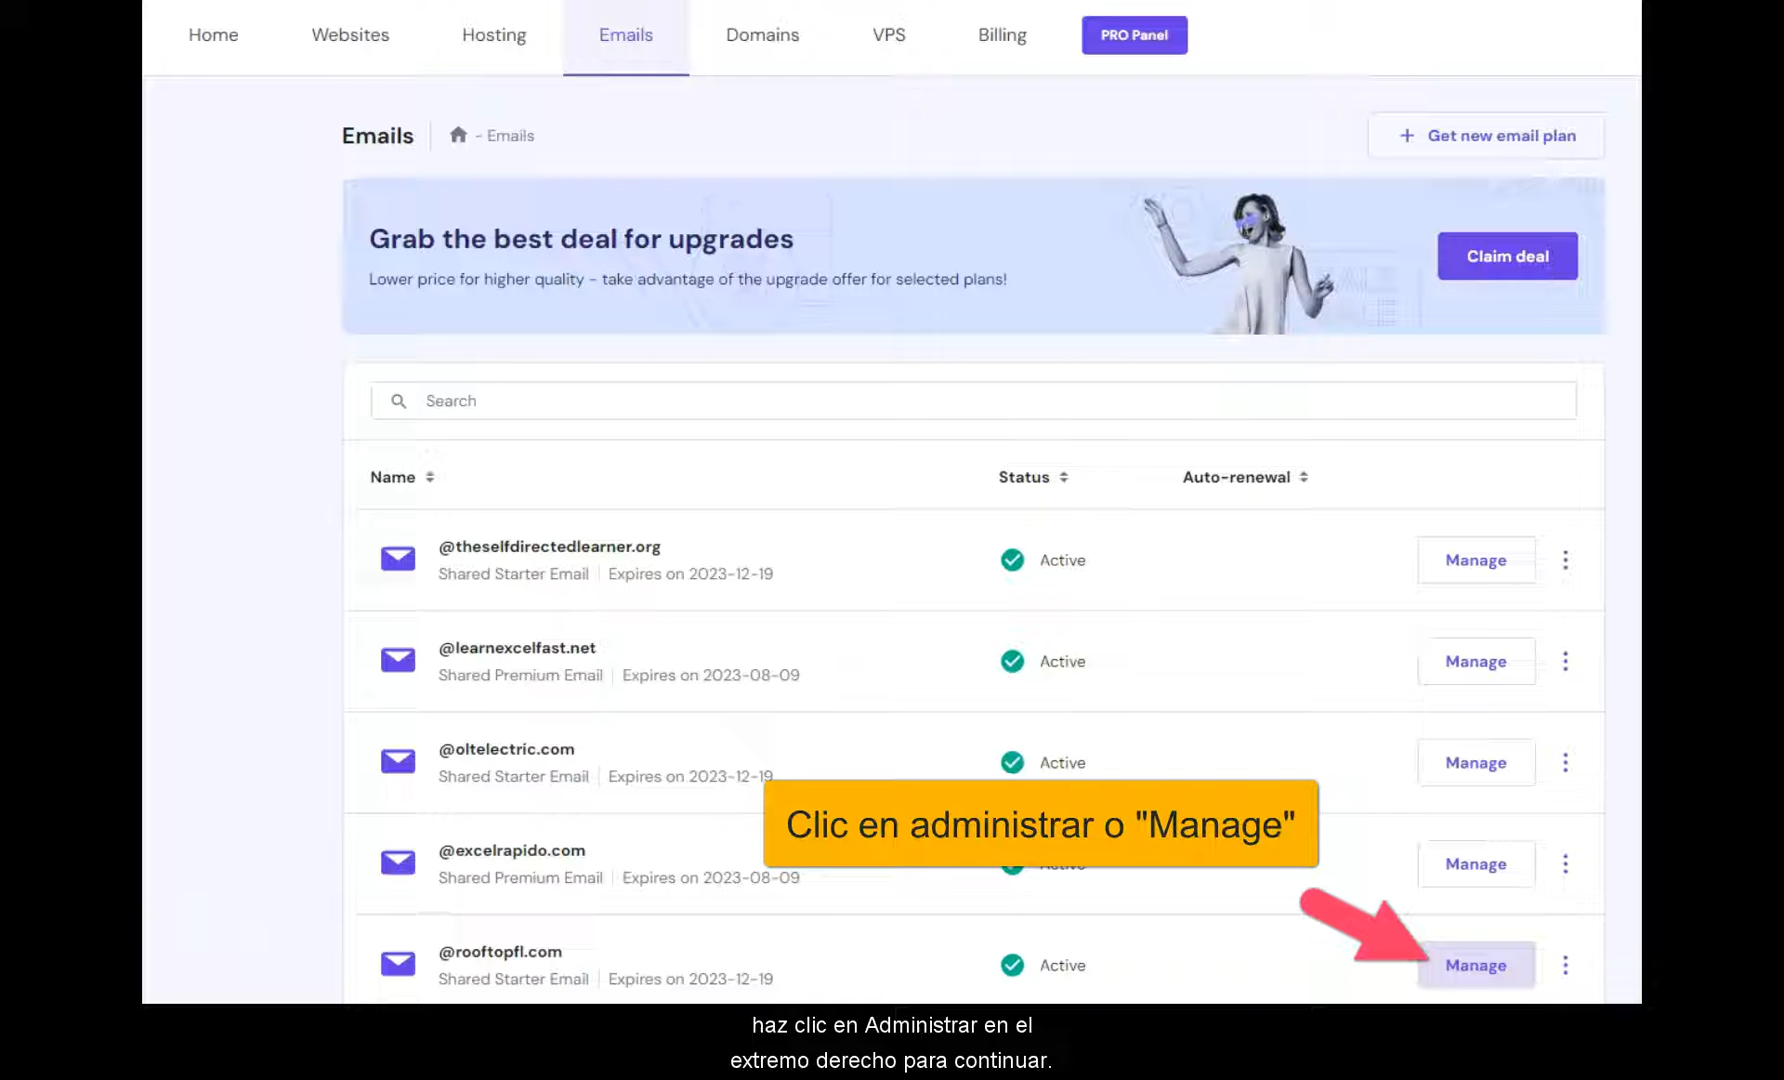 Home Websites Hosting Emails Domains VPS Billing PRO Panel
Emails - Emails + Get new email plan
Grab the best deal for upgrades
Lower price for higher quality – take advantage of the upgrade offer for selected plans!
Claim deal
Search
Name Status Auto-renewal
@theselfdirectedlearner.org
Shared Starter Email | Expires on 2023-12-19
Active Manage
@learnexcelfast.net
Shared Premium Email | Expires on 2023-08-09
Active Manage
@oltelectric.com
Shared Starter Email | Expires on 2023-12-19
Active Manage
Clic en administrar o "Manage"
@excelrapido.com
Shared Premium Email | Expires on 2023-08-09
Active Manage
@rooftopfl.com
Shared Starter Email | Expires on 2023-12-19
Active Manage
haz clic en Administrar en el
extremo derecho para continuar.